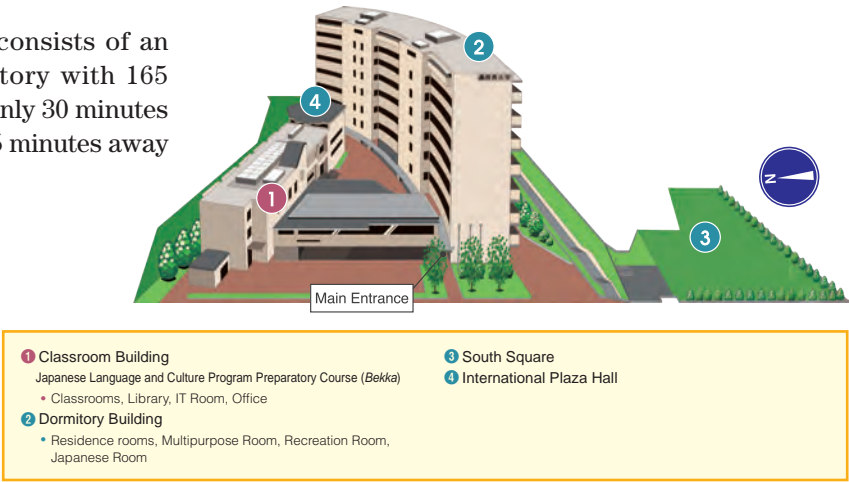 consists of an
tory with 165
nly 30 minutes
minutes away
2
4
1
N
3
Main Entrance
1 Classroom Building
Japanese Language and Culture Program Preparatory Course (Bekka)
• Classrooms, Library, IT Room, Office
2 Dormitory Building
• Residence rooms, Multipurpose Room, Recreation Room,
Japanese Room
3 South Square
4 International Plaza Hall